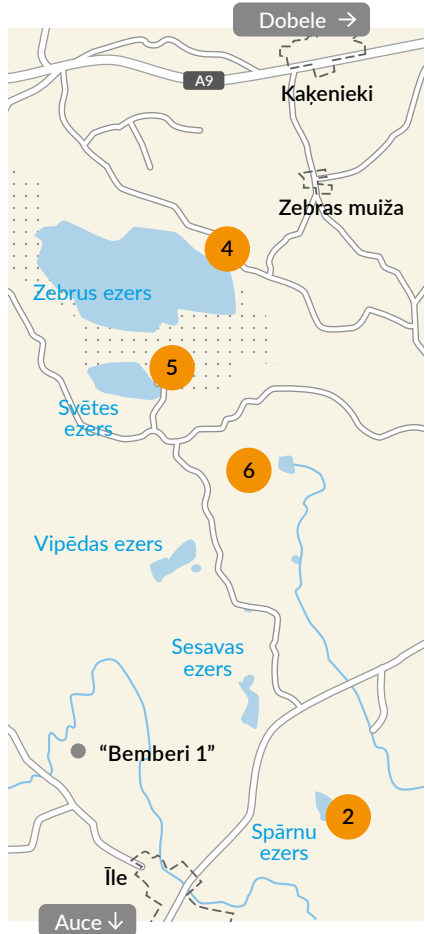 Dobele →
A9
Kaķenieki
Zebras muiža
4
Zebrus ezers
5
Svētes
ezers
6
Vipēdas ezers
Sesavas
ezers
“Bemberi 1”
2
Spārnu
ezers
Īle
Auce ↓